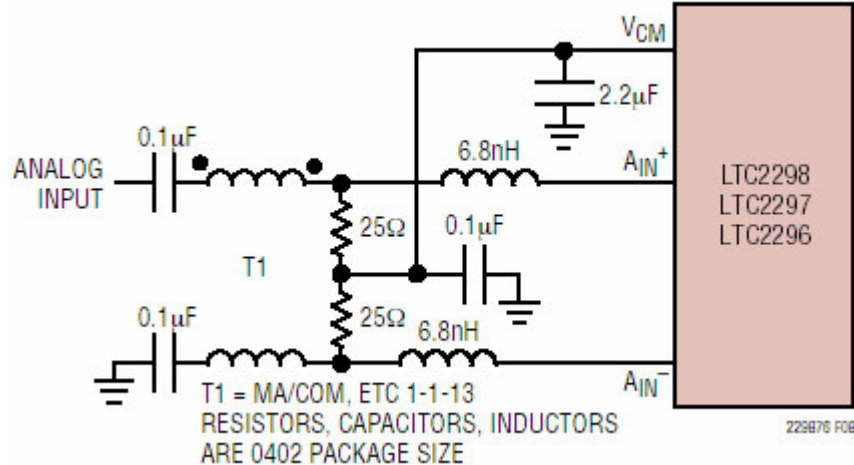 VCM
2.2µF
0.1µF
6.8nH
ANALOG
INPUT
AIN+
LTC2298
LTC2297
LTC2296
25Ω
0.1µF
T1
0.1µF
25Ω
6.8nH
AIN−
T1 = MA/COM, ETC 1-1-13
RESISTORS, CAPACITORS, INDUCTORS
ARE 0402 PACKAGE SIZE
229876 F08